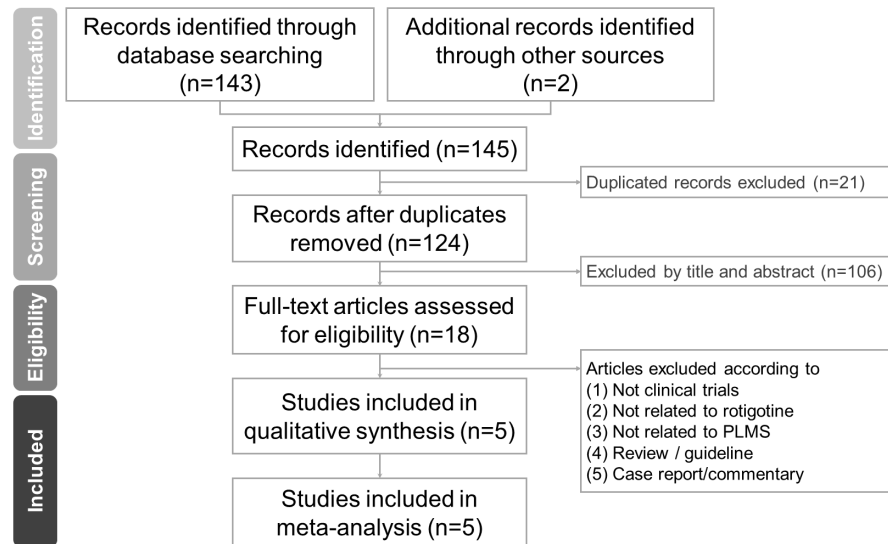 Identification
Records identified through
database searching
(n=143)
Additional records identified
through other sources
(n=2)
Records identified (n=145)
Screening
Duplicated records excluded (n=21)
Records after duplicates
removed (n=124)
Excluded by title and abstract (n=106)
Eligibility
Full-text articles assessed
for eligibility (n=18)
Articles excluded according to
(1) Not clinical trials
(2) Not related to rotigotine
(3) Not related to PLMS
(4) Review / guideline
(5) Case report/commentary
Included
Studies included in
qualitative synthesis (n=5)
Studies included in
meta-analysis (n=5)